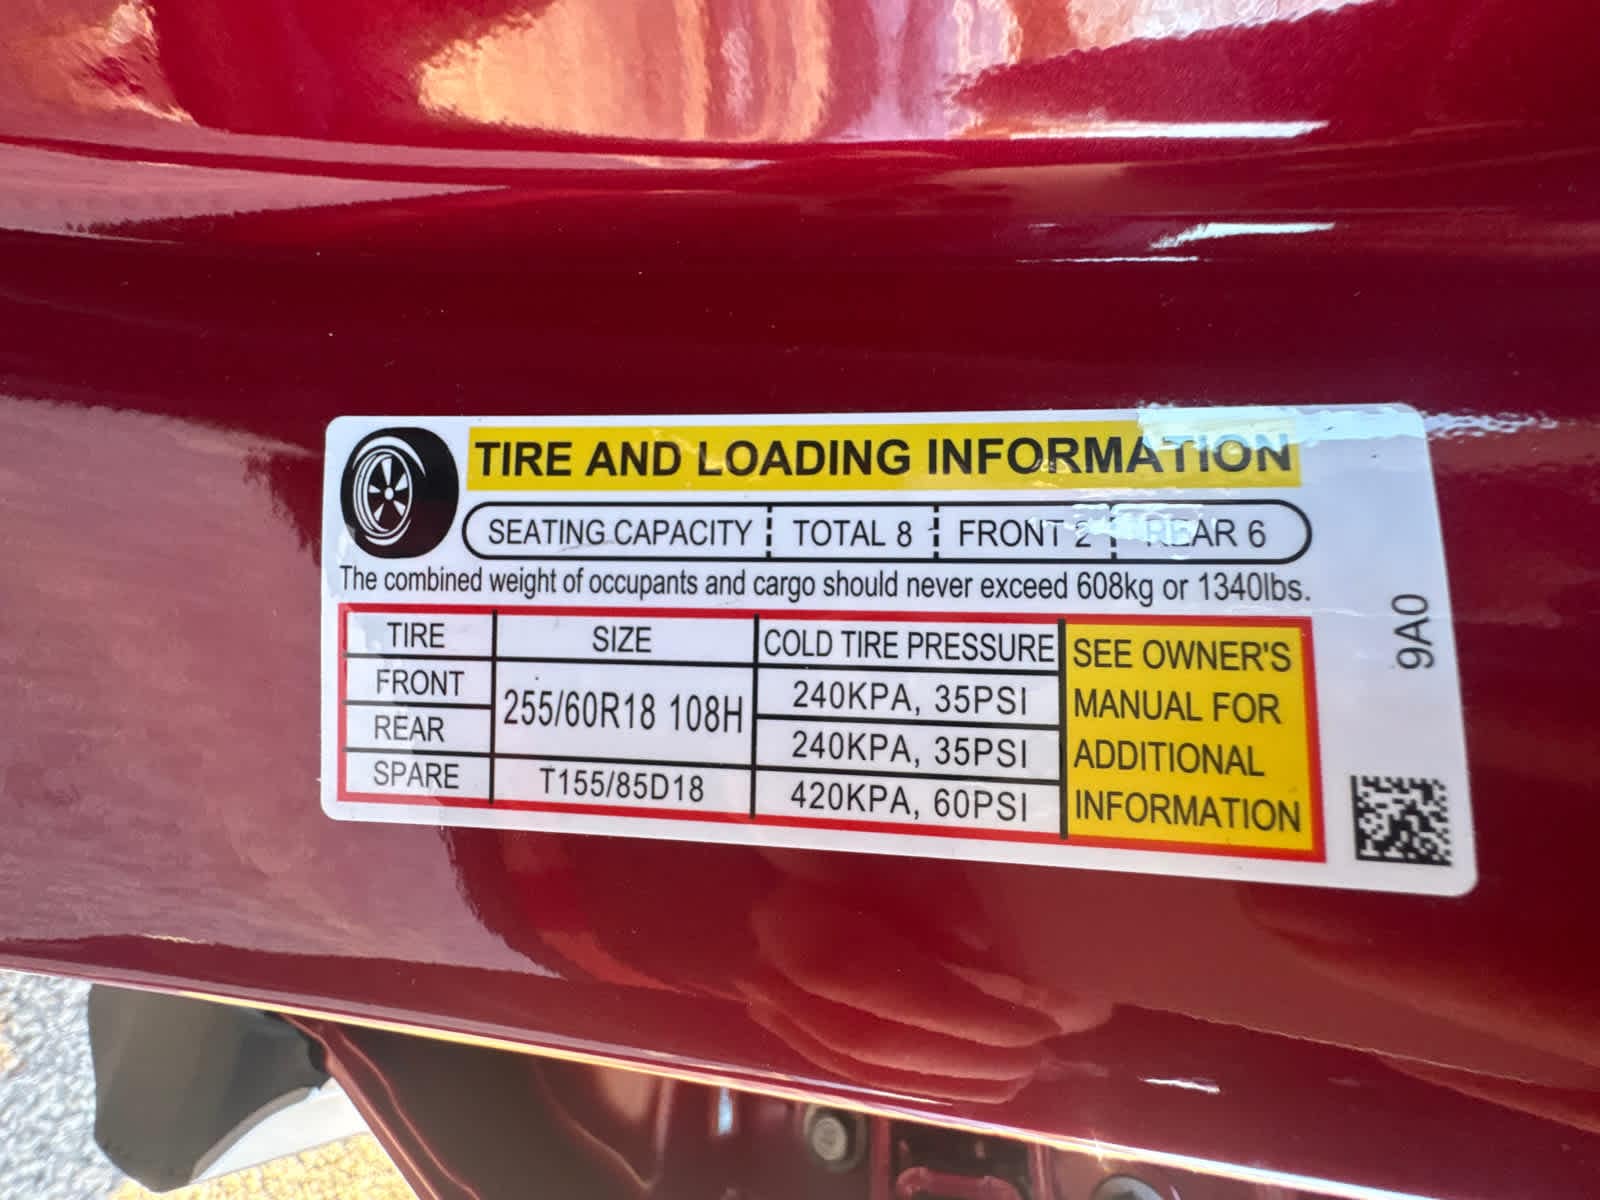 TIRE AND LOADING INFORMATION
SEATING CAPACITY TOTAL 8 FRONT 2 REAR 6
The combined weight of occupants and cargo should never exceed 608kg or 1340lbs.
TIRE SIZE COLD TIRE PRESSURE
FRONT 255/60R18 108H 240KPA, 35PSI
REAR 240KPA, 35PSI
SPARE T155/85D18 420KPA, 60PSI
SEE OWNER'S
MANUAL FOR
ADDITIONAL
INFORMATION
9A0